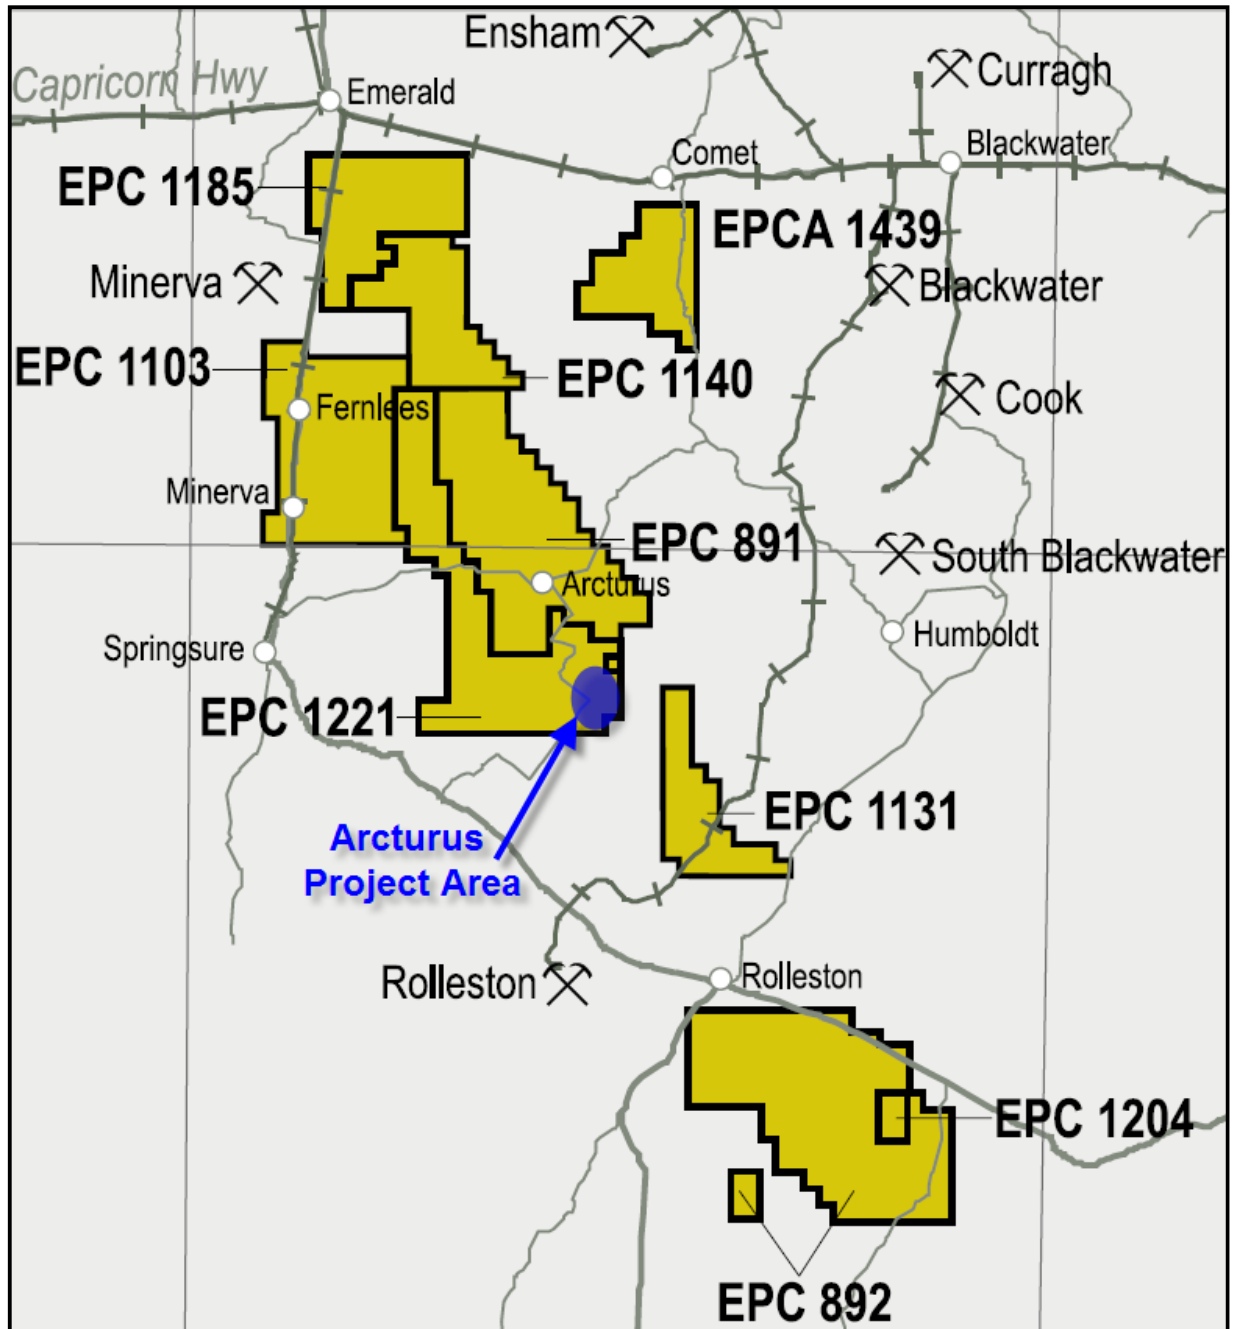 Ensham
Curragh
Capricorn Hwy
Emerald
Blackwater
Comet
EPC 1185
EPCA 1439
Minerva
Blackwater
EPC 1103
EPC 1140
Cook
Fernlees
Minerva
EPC 891
South Blackwater
Arcturus
Humboldt
Springsure
EPC 1221
EPC 1131
Arcturus
Project Area
Rolleston
Rolleston
EPC 1204
EPC 892